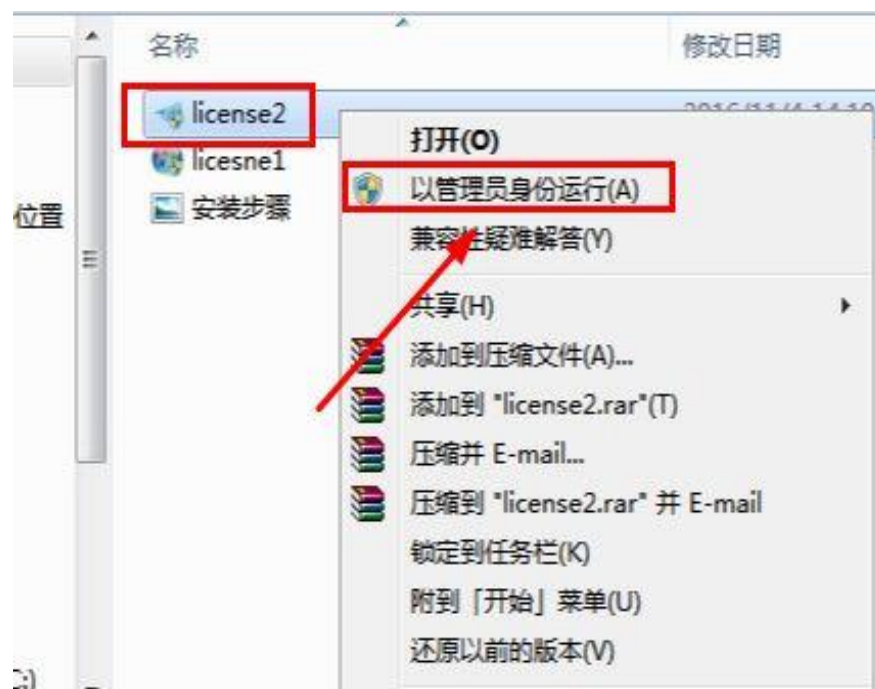 名称 修改日期
license2
licesne1
安装步骤
位置
打开(O)
以管理员身份运行(A)
兼容性疑难解答(Y)
共享(H)
添加到压缩文件(A)...
添加到 "license2.rar"(T)
压缩并 E-mail...
压缩到 "license2.rar" 并 E-mail
锁定到任务栏(K)
附到「开始」菜单(U)
还原以前的版本(V)